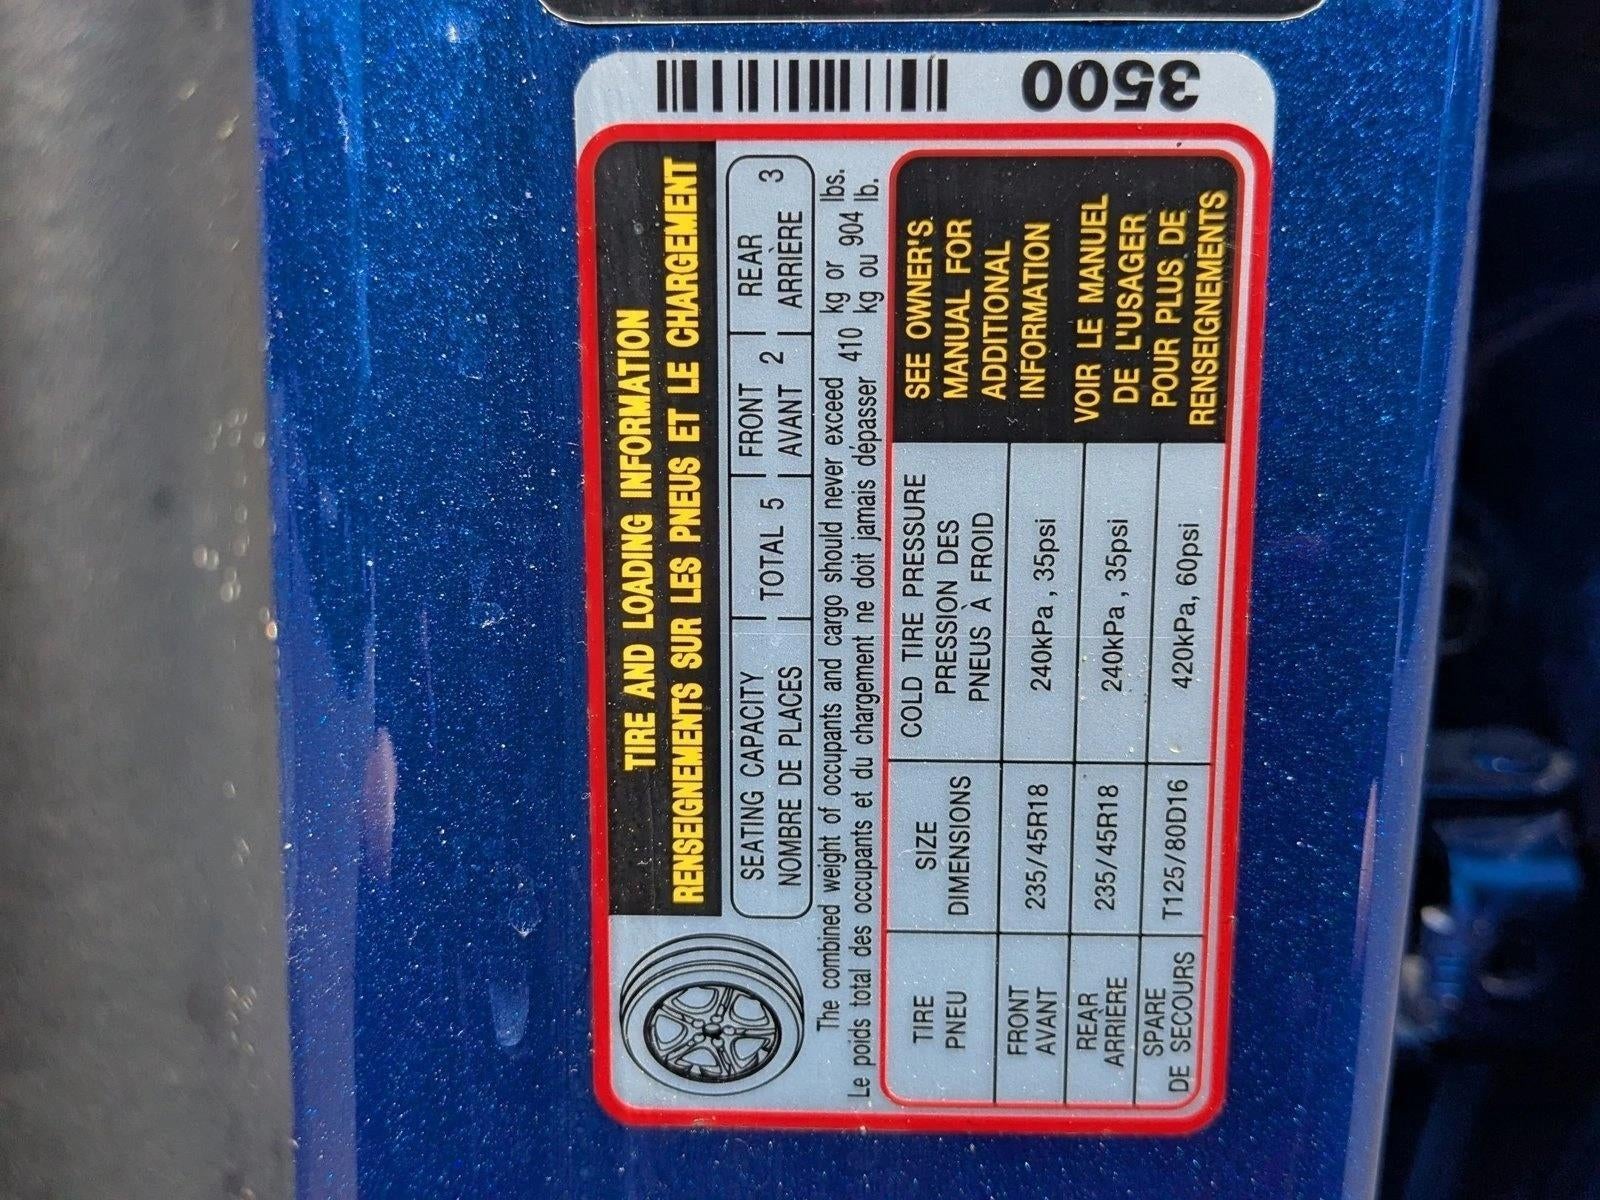 3500
TIRE AND LOADING INFORMATION
RENSEIGNEMENTS SUR LES PNEUS ET LE CHARGEMENT
SEATING CAPACITY
NOMBRE DE PLACES
TOTAL 5
FRONT
AVANT 2
REAR
ARRIÈRE 3
The combined weight of occupants and cargo should never exceed 410 kg or 904 lbs.
Le poids total des occupants et du chargement ne doit jamais dépasser 410 kg ou 904 lb.
TIRE
PNEU
SIZE
DIMENSIONS
COLD TIRE PRESSURE
PRESSION DES
PNEUS À FROID
FRONT
AVANT
235/45R18
240kPa, 35psi
REAR
ARRIÈRE
235/45R18
240kPa, 35psi
SPARE
DE SECOURS
T125/80D16
420kPa, 60psi
SEE OWNER'S
MANUAL FOR
ADDITIONAL
INFORMATION
VOIR LE MANUEL
DE L'USAGER
POUR PLUS DE
RENSEIGNEMENTS